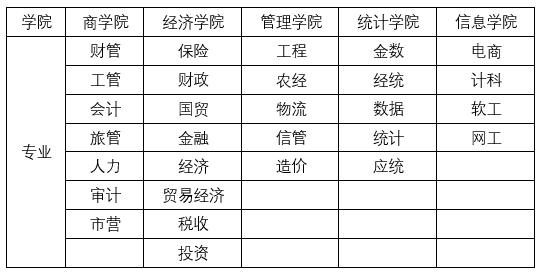 学院 商学院 经济学院 管理学院 统计学院 信息学院
财管 保险 工程 金数 电商
工管 财政 农经 经统 计科
会计 国贸 物流 数据 软工
旅管 金融 信管 统计 网工
专业 人力 经济 造价 应统
审计 贸易经济
市营 税收
投资